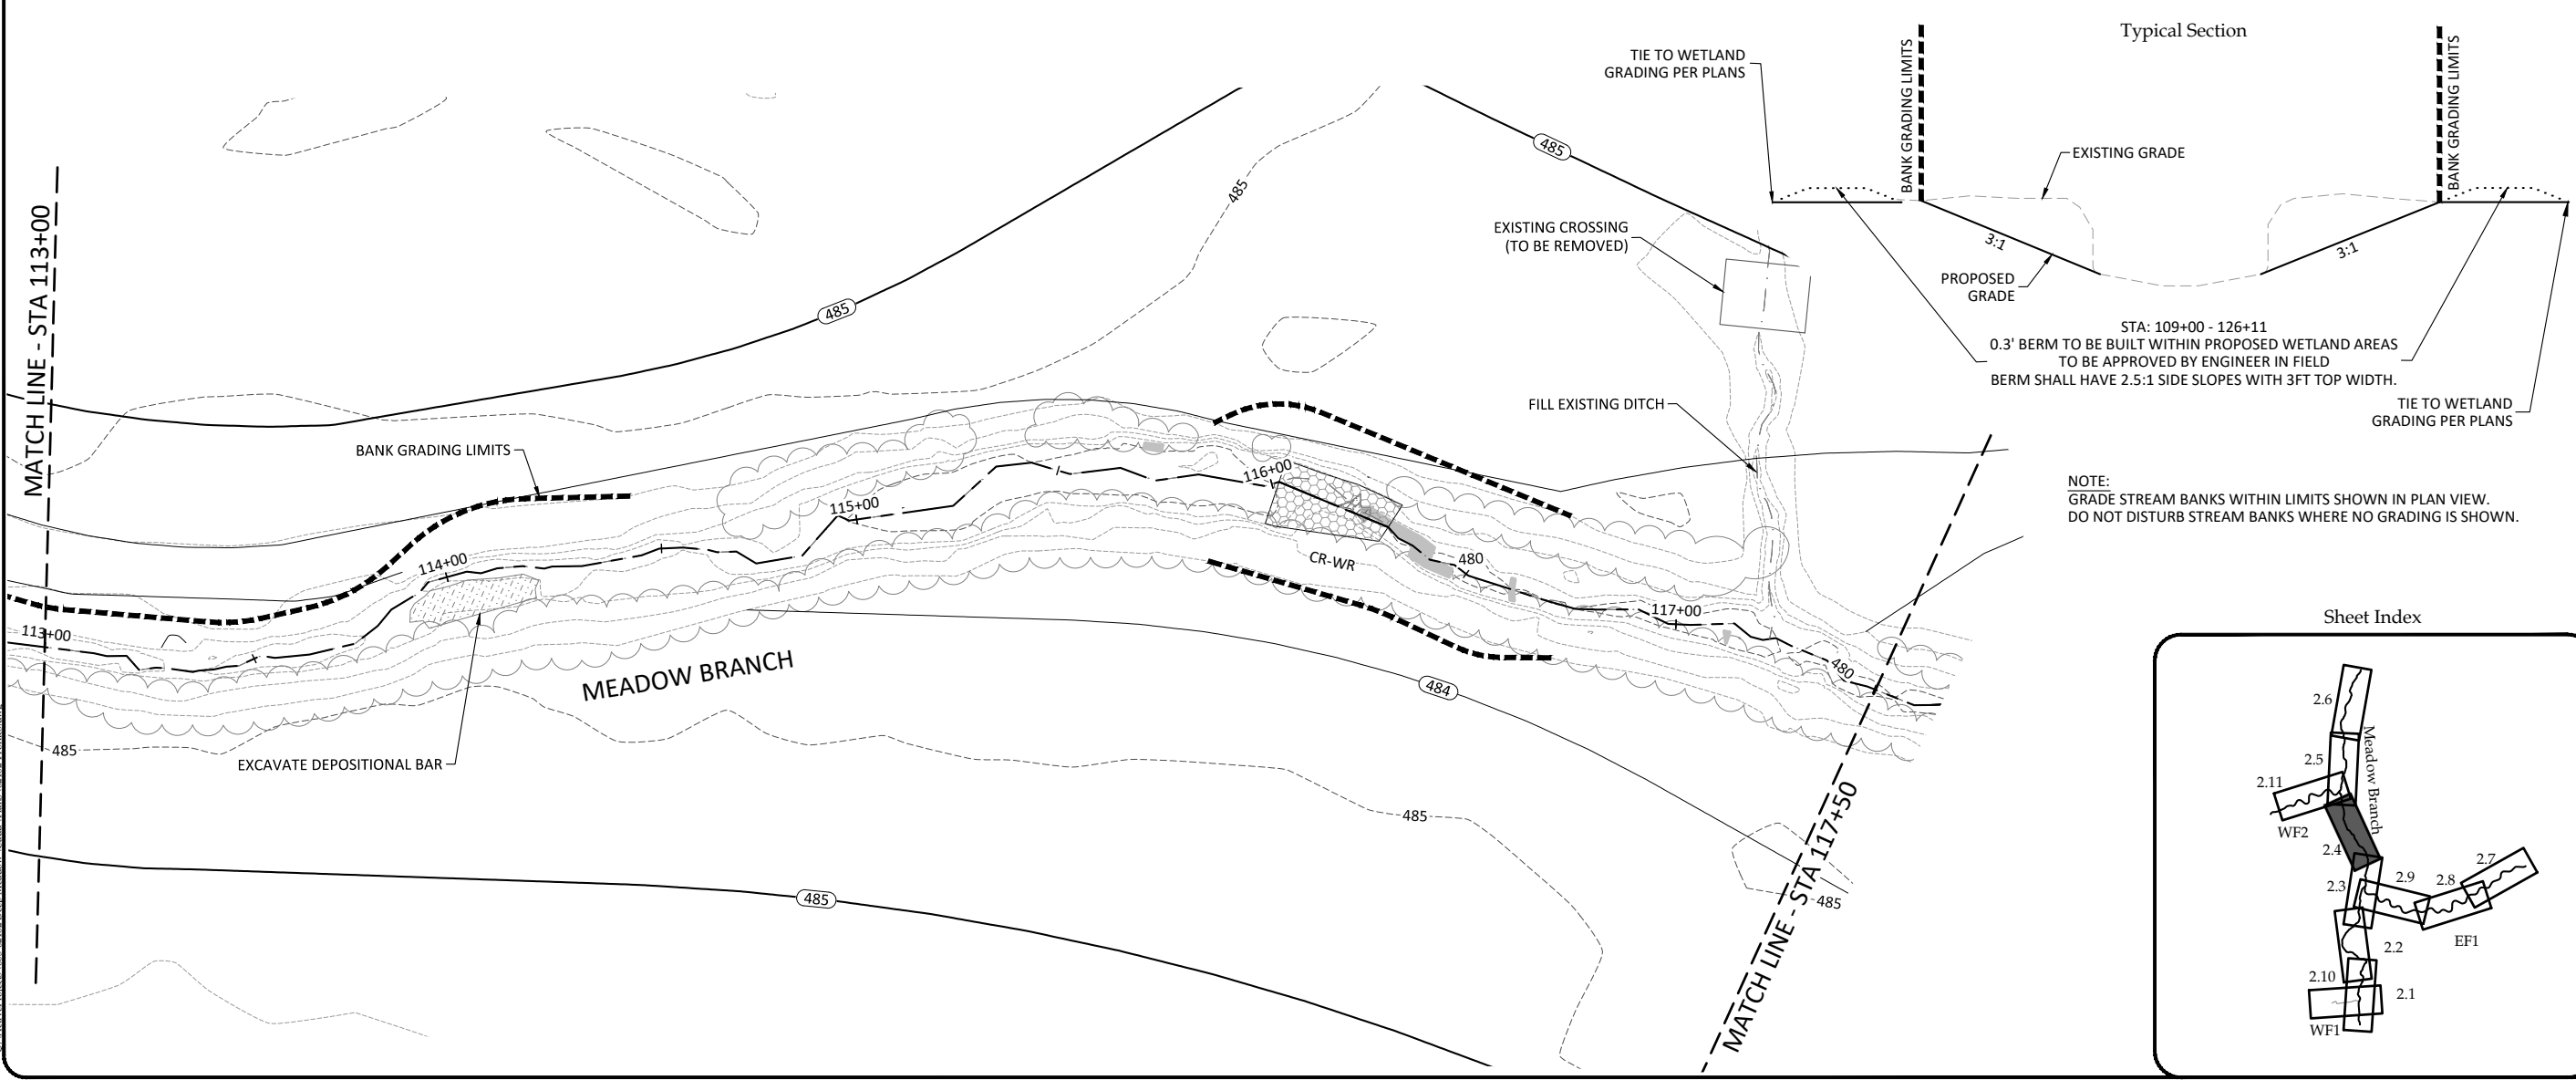 Typical Section
TIE TO WETLAND
GRADING PER PLANS
BANK GRADING LIMITS
BANK GRADING LIMITS
EXISTING GRADE
3:1
3:1
PROPOSED
GRADE
STA: 109+00 - 126+11
0.3' BERM TO BE BUILT WITHIN PROPOSED WETLAND AREAS
TO BE APPROVED BY ENGINEER IN FIELD
BERM SHALL HAVE 2.5:1 SIDE SLOPES WITH 3FT TOP WIDTH.
TIE TO WETLAND
GRADING PER PLANS
NOTE:
GRADE STREAM BANKS WITHIN LIMITS SHOWN IN PLAN VIEW.
DO NOT DISTURB STREAM BANKS WHERE NO GRADING IS SHOWN.
MATCH LINE - STA 113+00
485
485
485
EXISTING CROSSING
(TO BE REMOVED)
FILL EXISTING DITCH
BANK GRADING LIMITS
113+00
114+00
115+00
116+00
CR-WR
480
117+00
480
MEADOW BRANCH
484
485
EXCAVATE DEPOSITIONAL BAR
485
485
485
MATCH LINE - STA 117+50
Sheet Index
2.6
Meadow Branch
2.5
2.11
WF2
2.4
2.3
2.9
2.8
2.7
EF1
2.2
2.10
2.1
WF1